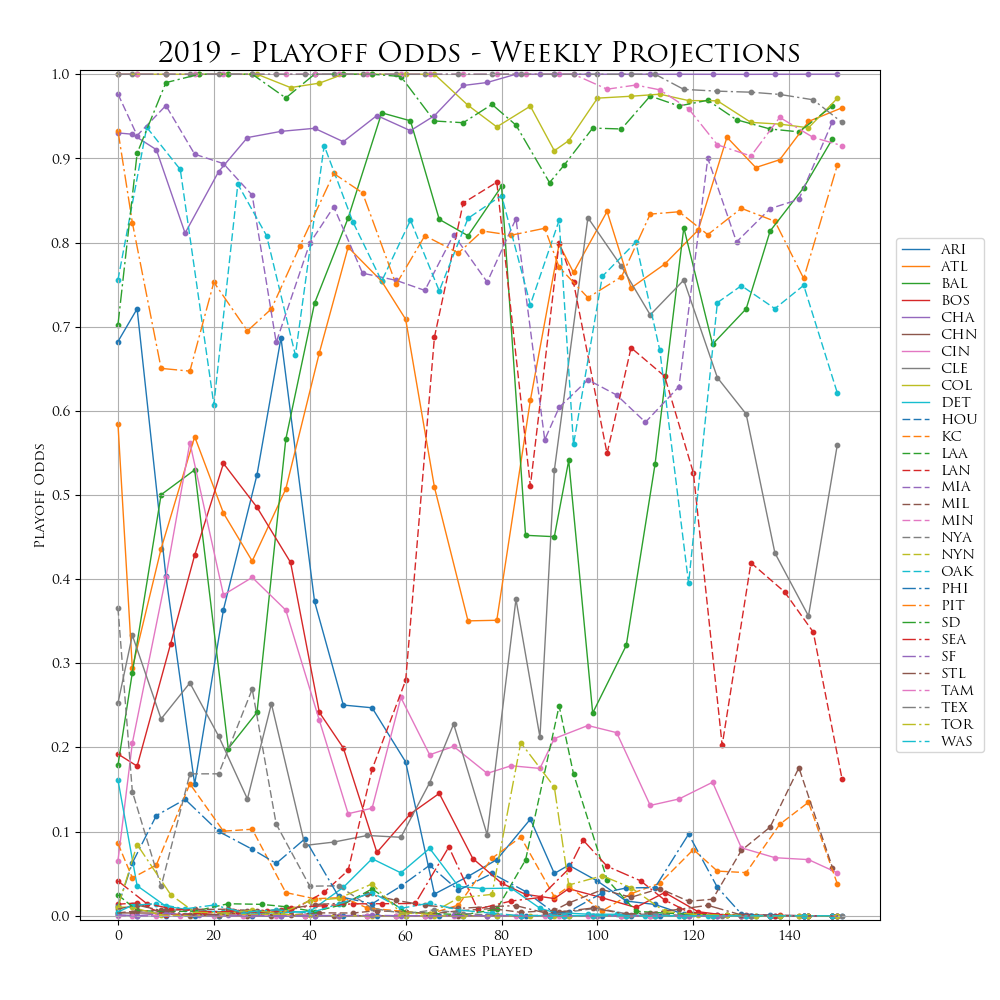 2019 - Playoff Odds - Weekly Projections
1.0
0.9
0.8
0.7
0.6
0.5
0.4
0.3
0.2
0.1
0.0
Playoff Odds
0 20 40 60 80 100 120 140
Games Played
ARI
ATL
BAL
BOS
CHA
CHN
CIN
CLE
COL
DET
HOU
KC
LAA
LAN
MIA
MIL
MIN
NYA
NYN
OAK
PHI
PIT
SD
SEA
SF
STL
TAM
TEX
TOR
WAS